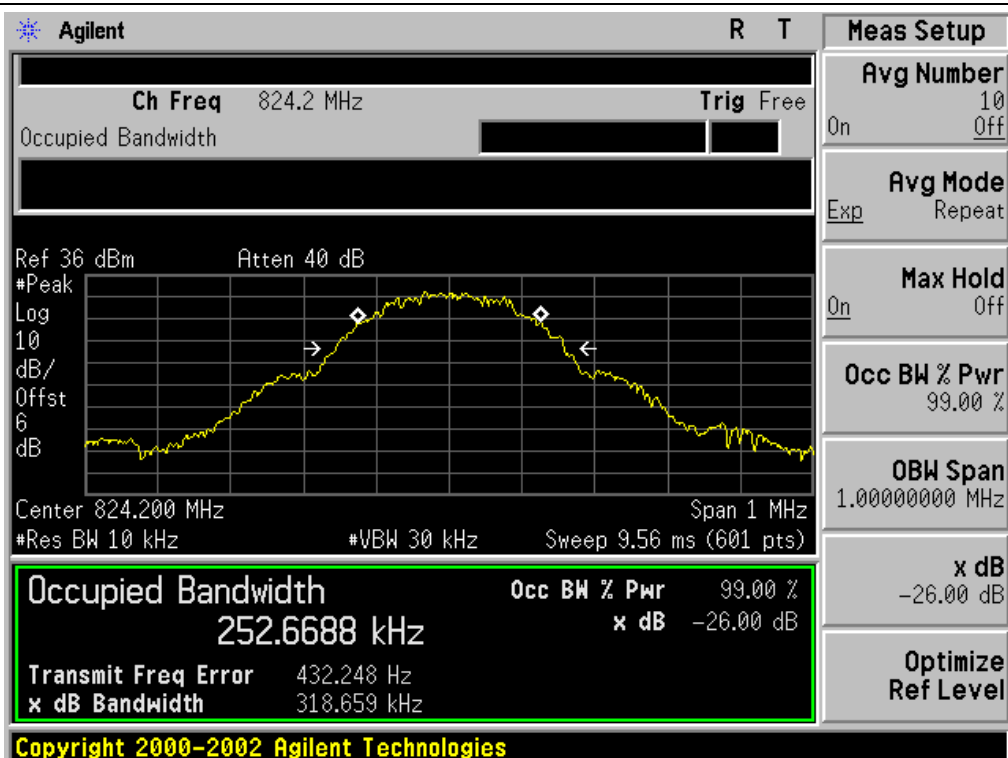 Agilent R T
Ch Freq 824.2 MHz Trig Free
Occupied Bandwidth
Ref 36 dBm Atten 40 dB
#Peak
Log
10
dB/
Offst
6
dB
Center 824.200 MHz Span 1 MHz
#Res BW 10 kHz #VBW 30 kHz Sweep 9.56 ms (601 pts)
Occupied Bandwidth Occ BW % Pwr 99.00 %
252.6688 kHz x dB -26.00 dB
Transmit Freq Error 432.248 Hz
x dB Bandwidth 318.659 kHz
Copyright 2000-2002 Agilent Technologies
Meas Setup
Avg Number
10
On Off
Avg Mode
Exp Repeat
Max Hold
On Off
Occ BW % Pwr
99.00 %
OBW Span
1.00000000 MHz
x dB
-26.00 dB
Optimize
Ref Level